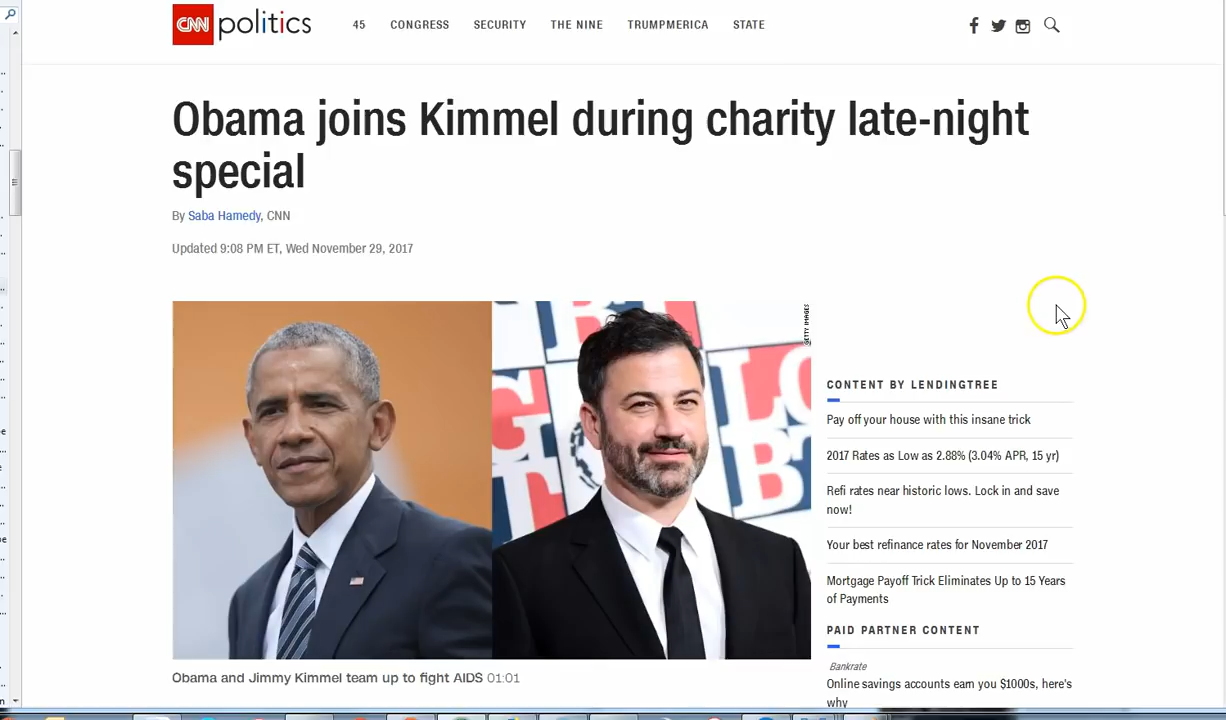 CNN politics 45 CONGRESS SECURITY THE NINE TRUMPMERICA STATE
Obama joins Kimmel during charity late-night
special
By Saba Hamedy, CNN
Updated 9:08 PM ET, Wed November 29, 2017
GETTY IMAGES
Obama and Jimmy Kimmel team up to fight AIDS 01:01
CONTENT BY LENDINGTREE
Pay off your house with this insane trick
2017 Rates as Low as 2.88% (3.04% APR, 15 yr)
Refi rates near historic lows. Lock in and save
now!
Your best refinance rates for November 2017
Mortgage Payoff Trick Eliminates Up to 15 Years
of Payments
PAID PARTNER CONTENT
Bankrate
Online savings accounts earn you $1000s, here's
why